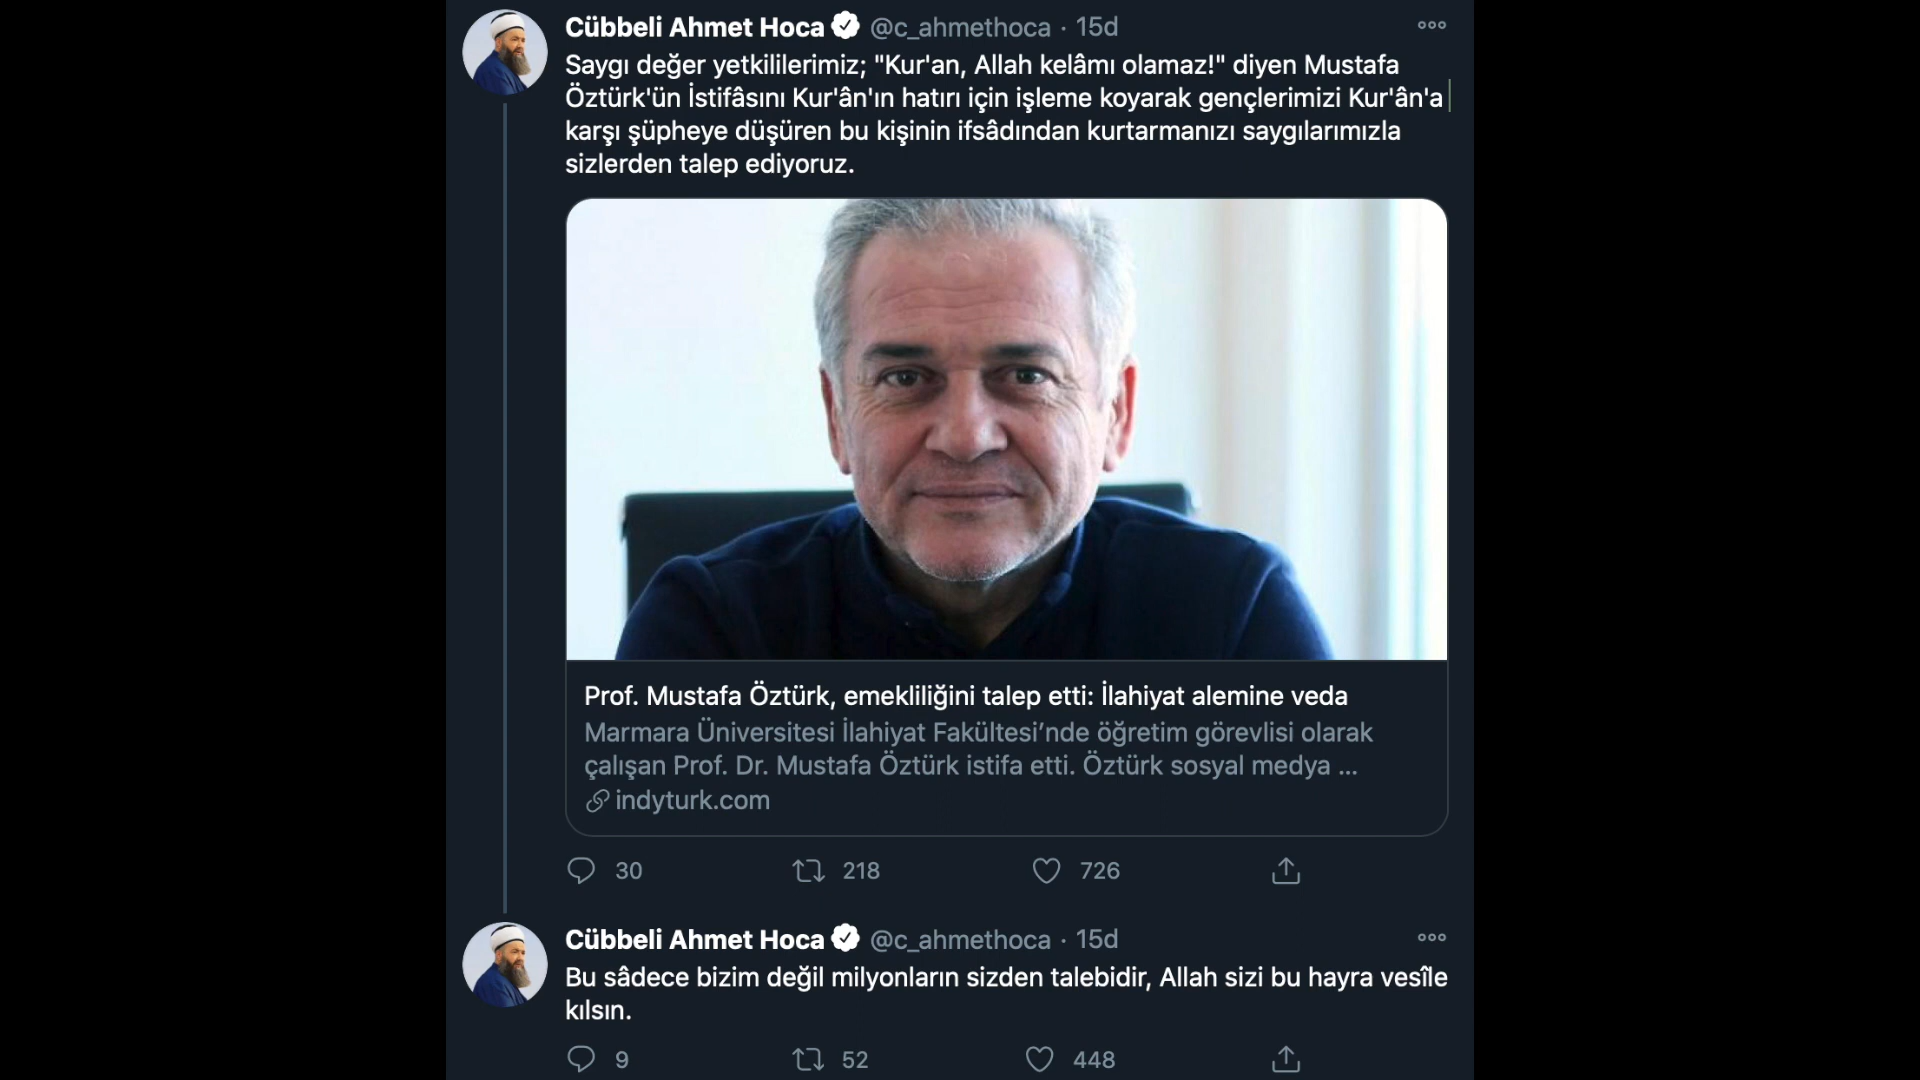 Cübbeli Ahmet Hoca @c_ahmethoca · 15d
Saygı değer yetkililerimiz; "Kur'an, Allah kelâmı olamaz!" diyen Mustafa
Öztürk'ün İstifâsını Kur'ân'ın hatırı için işleme koyarak gençlerimizi Kur'ân'a
karşı şüpheye düşüren bu kişinin ifsâdından kurtarmanızı saygılarımızla
sizlerden talep ediyoruz.
Prof. Mustafa Öztürk, emekliliğini talep etti: İlahiyat alemine veda
Marmara Üniversitesi İlahiyat Fakültesi’nde öğretim görevlisi olarak
çalışan Prof. Dr. Mustafa Öztürk istifa etti. Öztürk sosyal medya ...
indyturk.com
30 218 726
Cübbeli Ahmet Hoca @c_ahmethoca · 15d
Bu sâdece bizim değil milyonların sizden talebidir, Allah sizi bu hayra vesîle
kılsın.
9 52 448